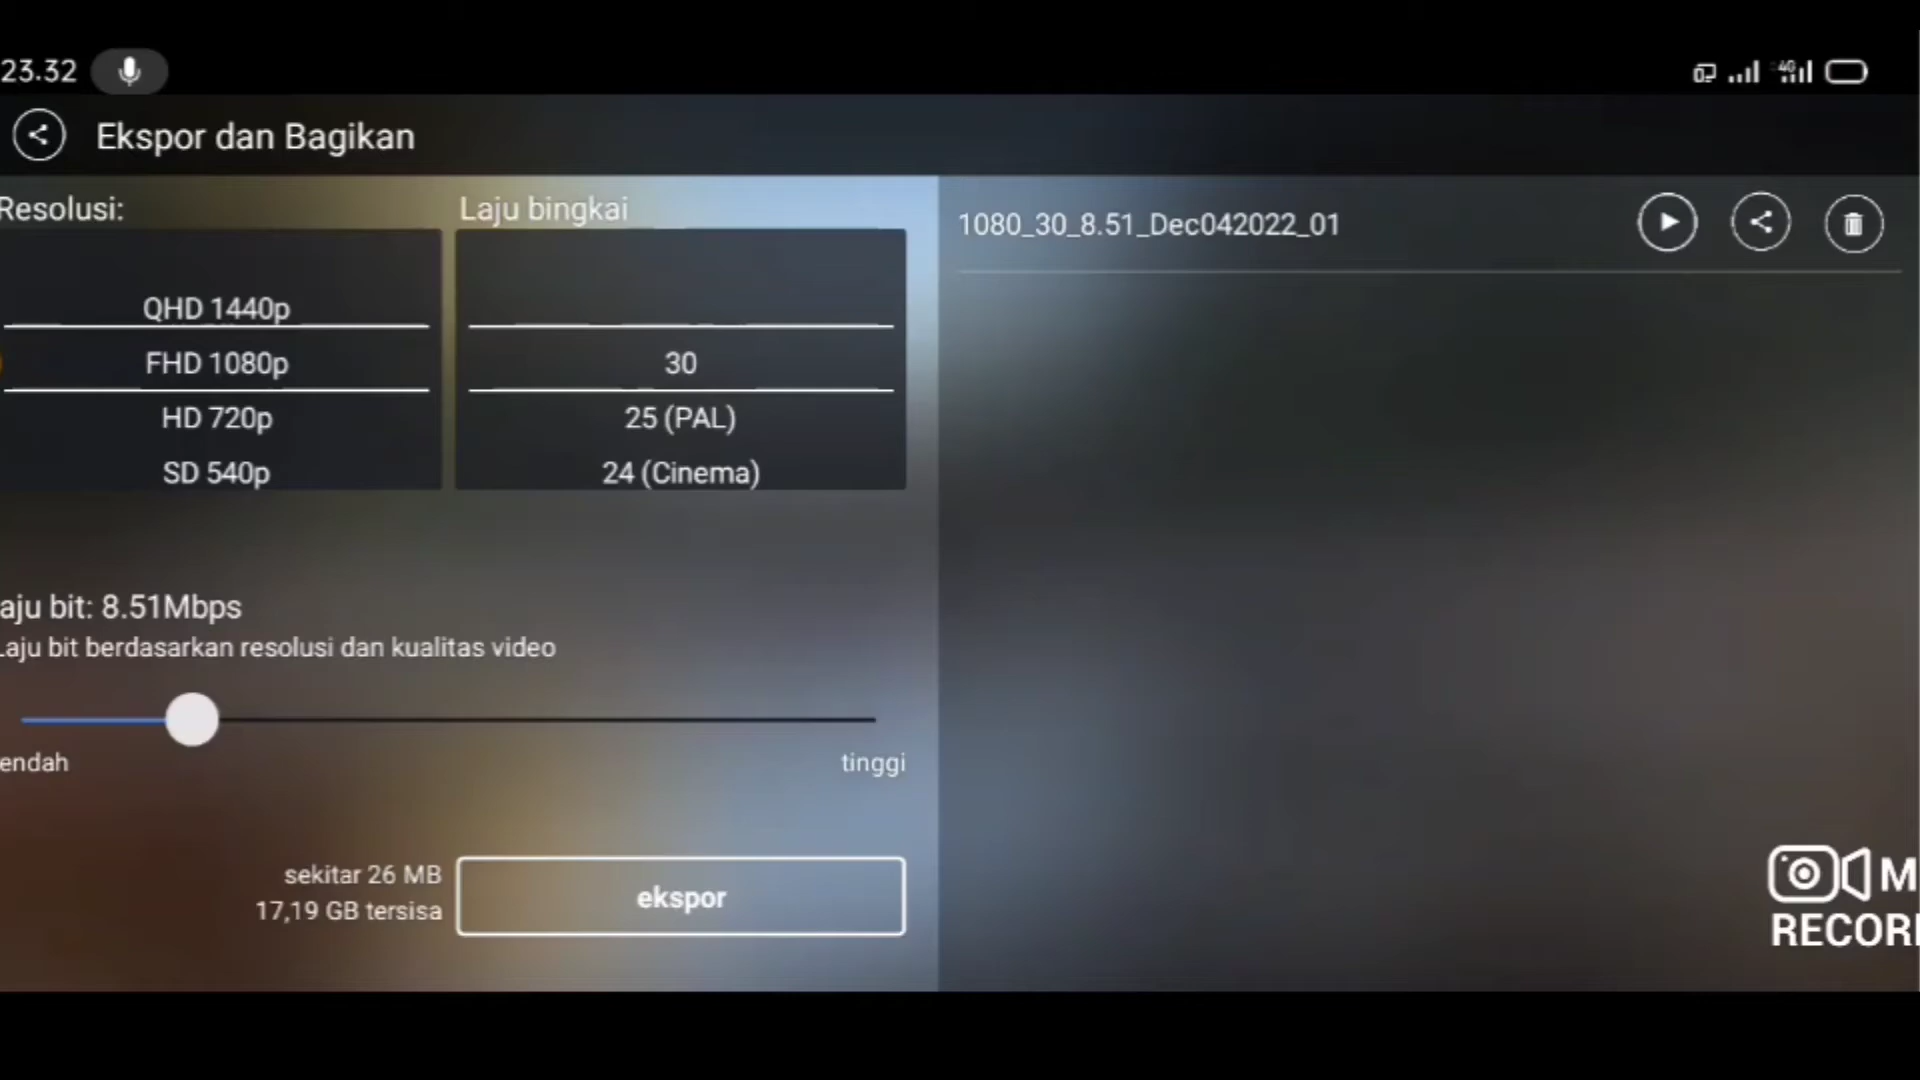 23.32
4G
Ekspor dan Bagikan
Resolusi:
QHD 1440p
FHD 1080p
HD 720p
SD 540p
Laju bingkai
30
25 (PAL)
24 (Cinema)
aju bit: 8.51Mbps
Laju bit berdasarkan resolusi dan kualitas video
endah
tinggi
sekitar 26 MB
17,19 GB tersisa
ekspor
1080_30_8.51_Dec042022_01
M
RECOR